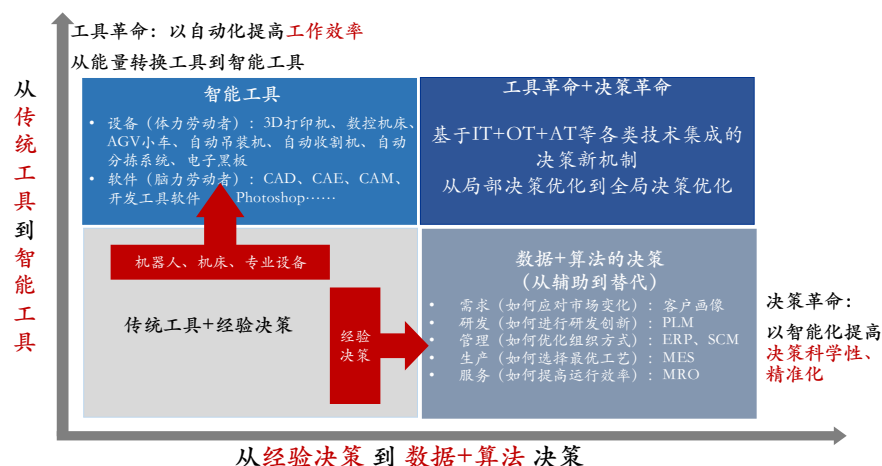 工具革命：以自动化提高工作效率
从能量转换工具到智能工具
从传统工具到智能工具
智能工具
• 设备（体力劳动者）：3D打印机、数控机床、
AGV小车、自动吊装机、自动收割机、自动
分拣系统、电子黑板
• 软件（脑力劳动者）：CAD、CAE、CAM、
开发工具软件 Photoshop……
工具革命+决策革命
基于IT+OT+AT等各类技术集成的
决策新机制
从局部决策优化到全局决策优化
机器人、机床、专业设备
传统工具+经验决策
经验
决策
数据+算法的决策
（从辅助到替代）
• 需求（如何应对市场变化）：客户画像
• 研发（如何进行研发创新）：PLM
• 管理（如何优化组织方式）：ERP、SCM
• 生产（如何选择最优工艺）：MES
• 服务（如何提高运行效率）：MRO
决策革命：
以智能化提高
决策科学性、
精准化
从经验决策 到 数据+算法 决策